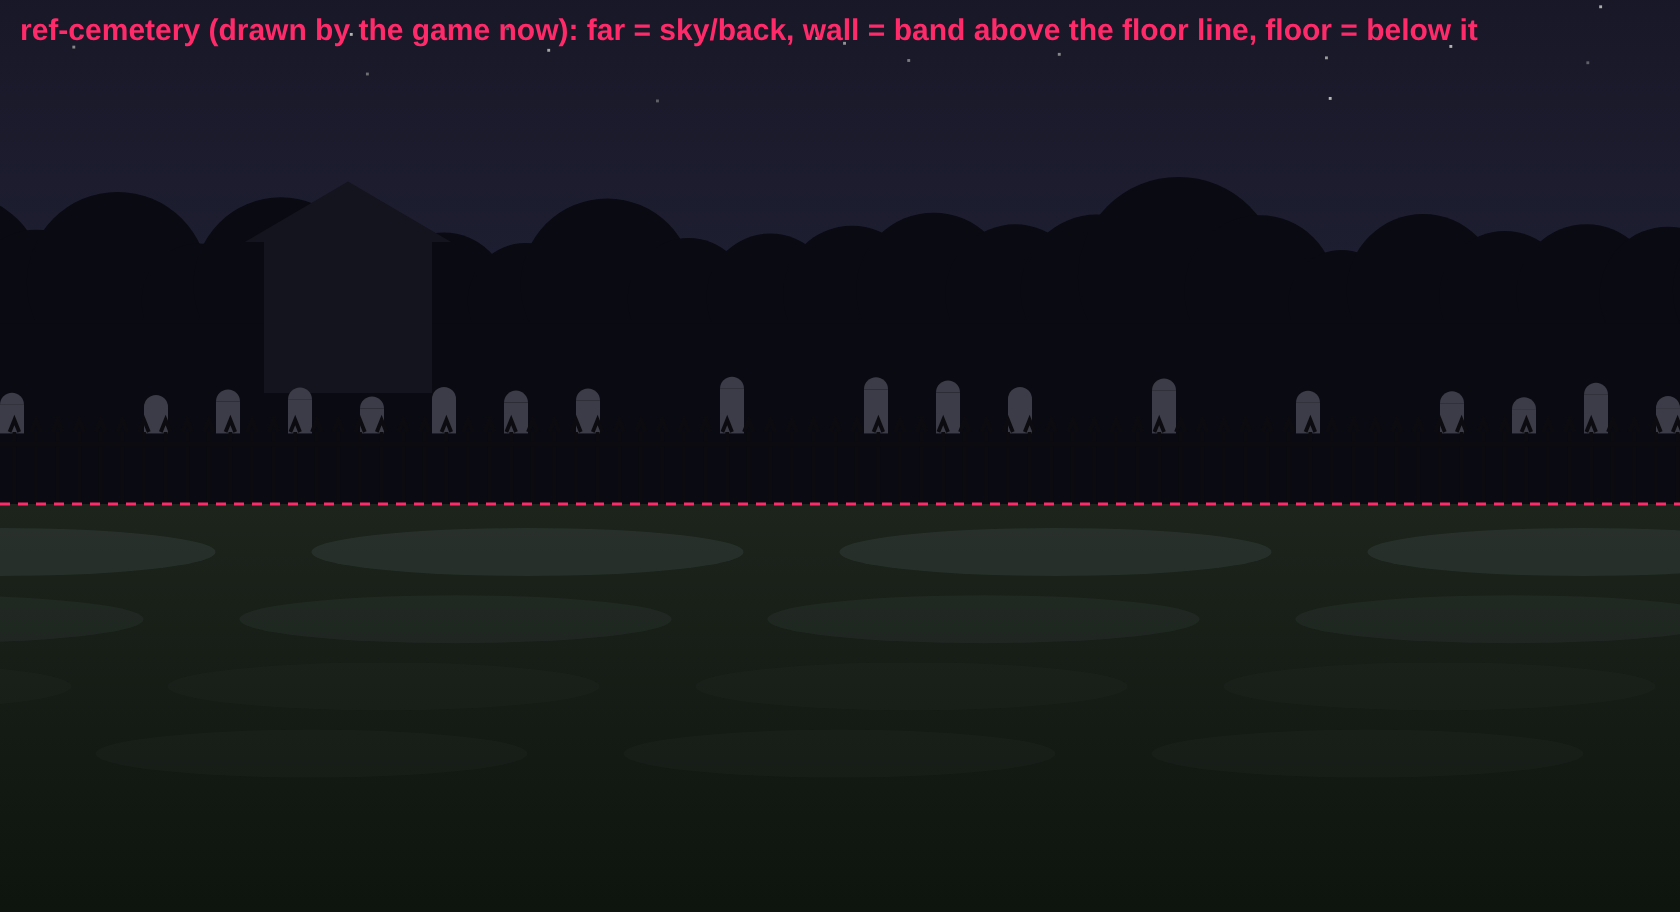 ref-cemetery (drawn by the game now): far = sky/back, wall = band above the floor line, floor = below it